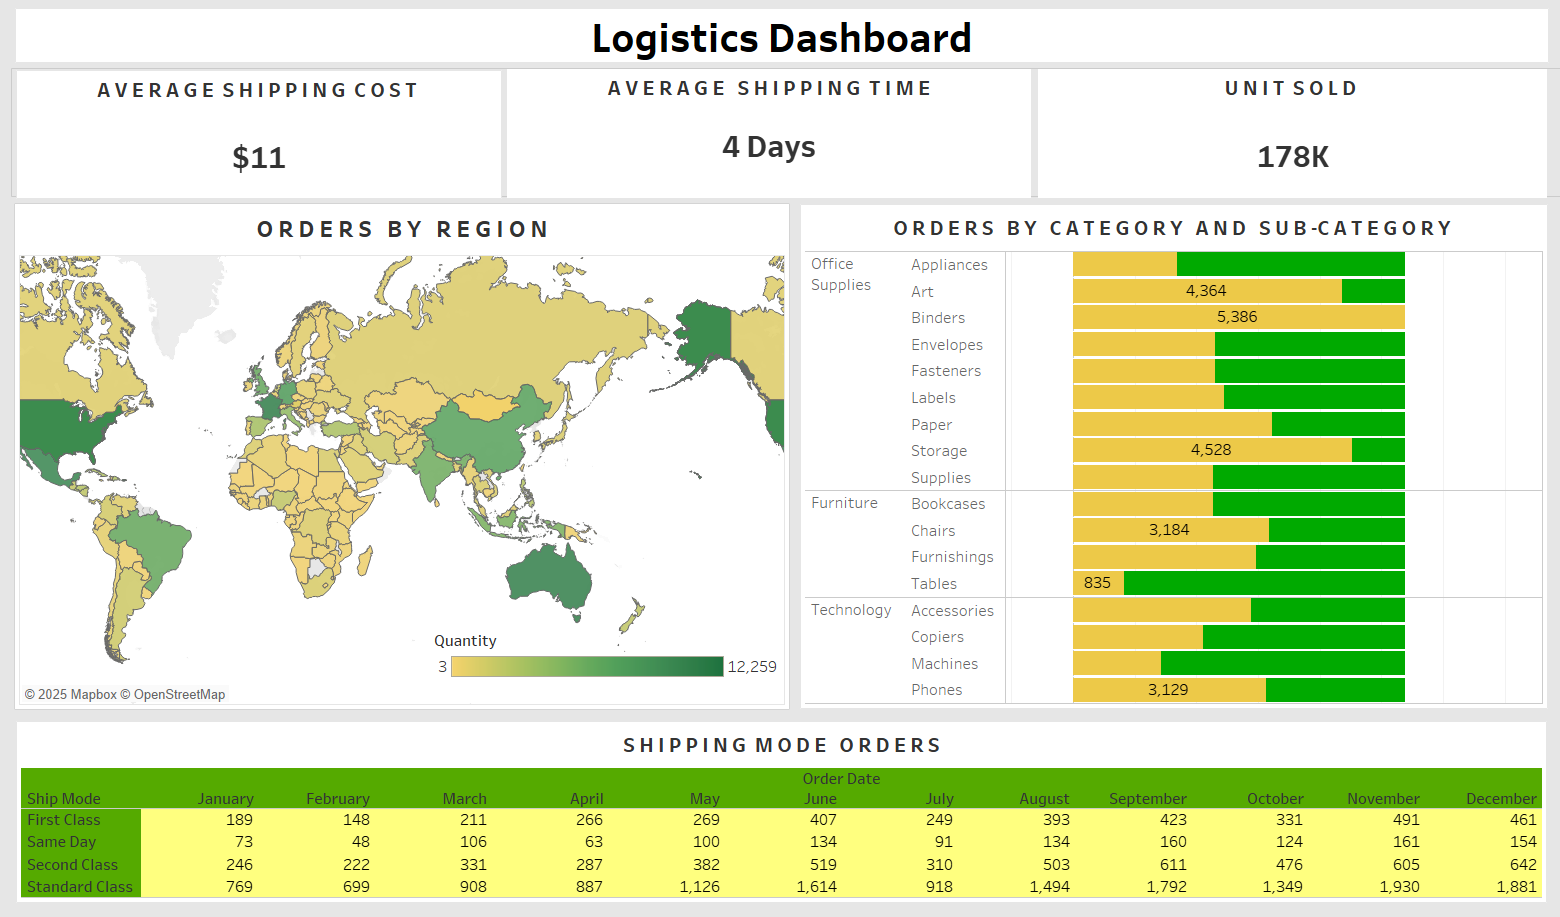 Logistics Dashboard
AVERAGE SHIPPING COST
$11
AVERAGE SHIPPING TIME
4 Days
UNIT SOLD
178K
ORDERS BY REGION
Quantity
3 12,259
© 2025 Mapbox © OpenStreetMap
ORDERS BY CATEGORY AND SUB-CATEGORY
Office Supplies
Appliances
Art 4,364
Binders 5,386
Envelopes
Fasteners
Labels
Paper
Storage 4,528
Supplies
Furniture Bookcases
Chairs 3,184
Furnishings
Tables 835
Technology Accessories
Copiers
Machines
Phones 3,129
SHIPPING MODE ORDERS
Order Date
Ship Mode January February March April May June July August September October November December
First Class 189 148 211 266 269 407 249 393 423 331 491 461
Same Day 73 48 106 63 100 134 91 134 160 124 161 154
Second Class 246 222 331 287 382 519 310 503 611 476 605 642
Standard Class 769 699 908 887 1,126 1,614 918 1,494 1,792 1,349 1,930 1,881